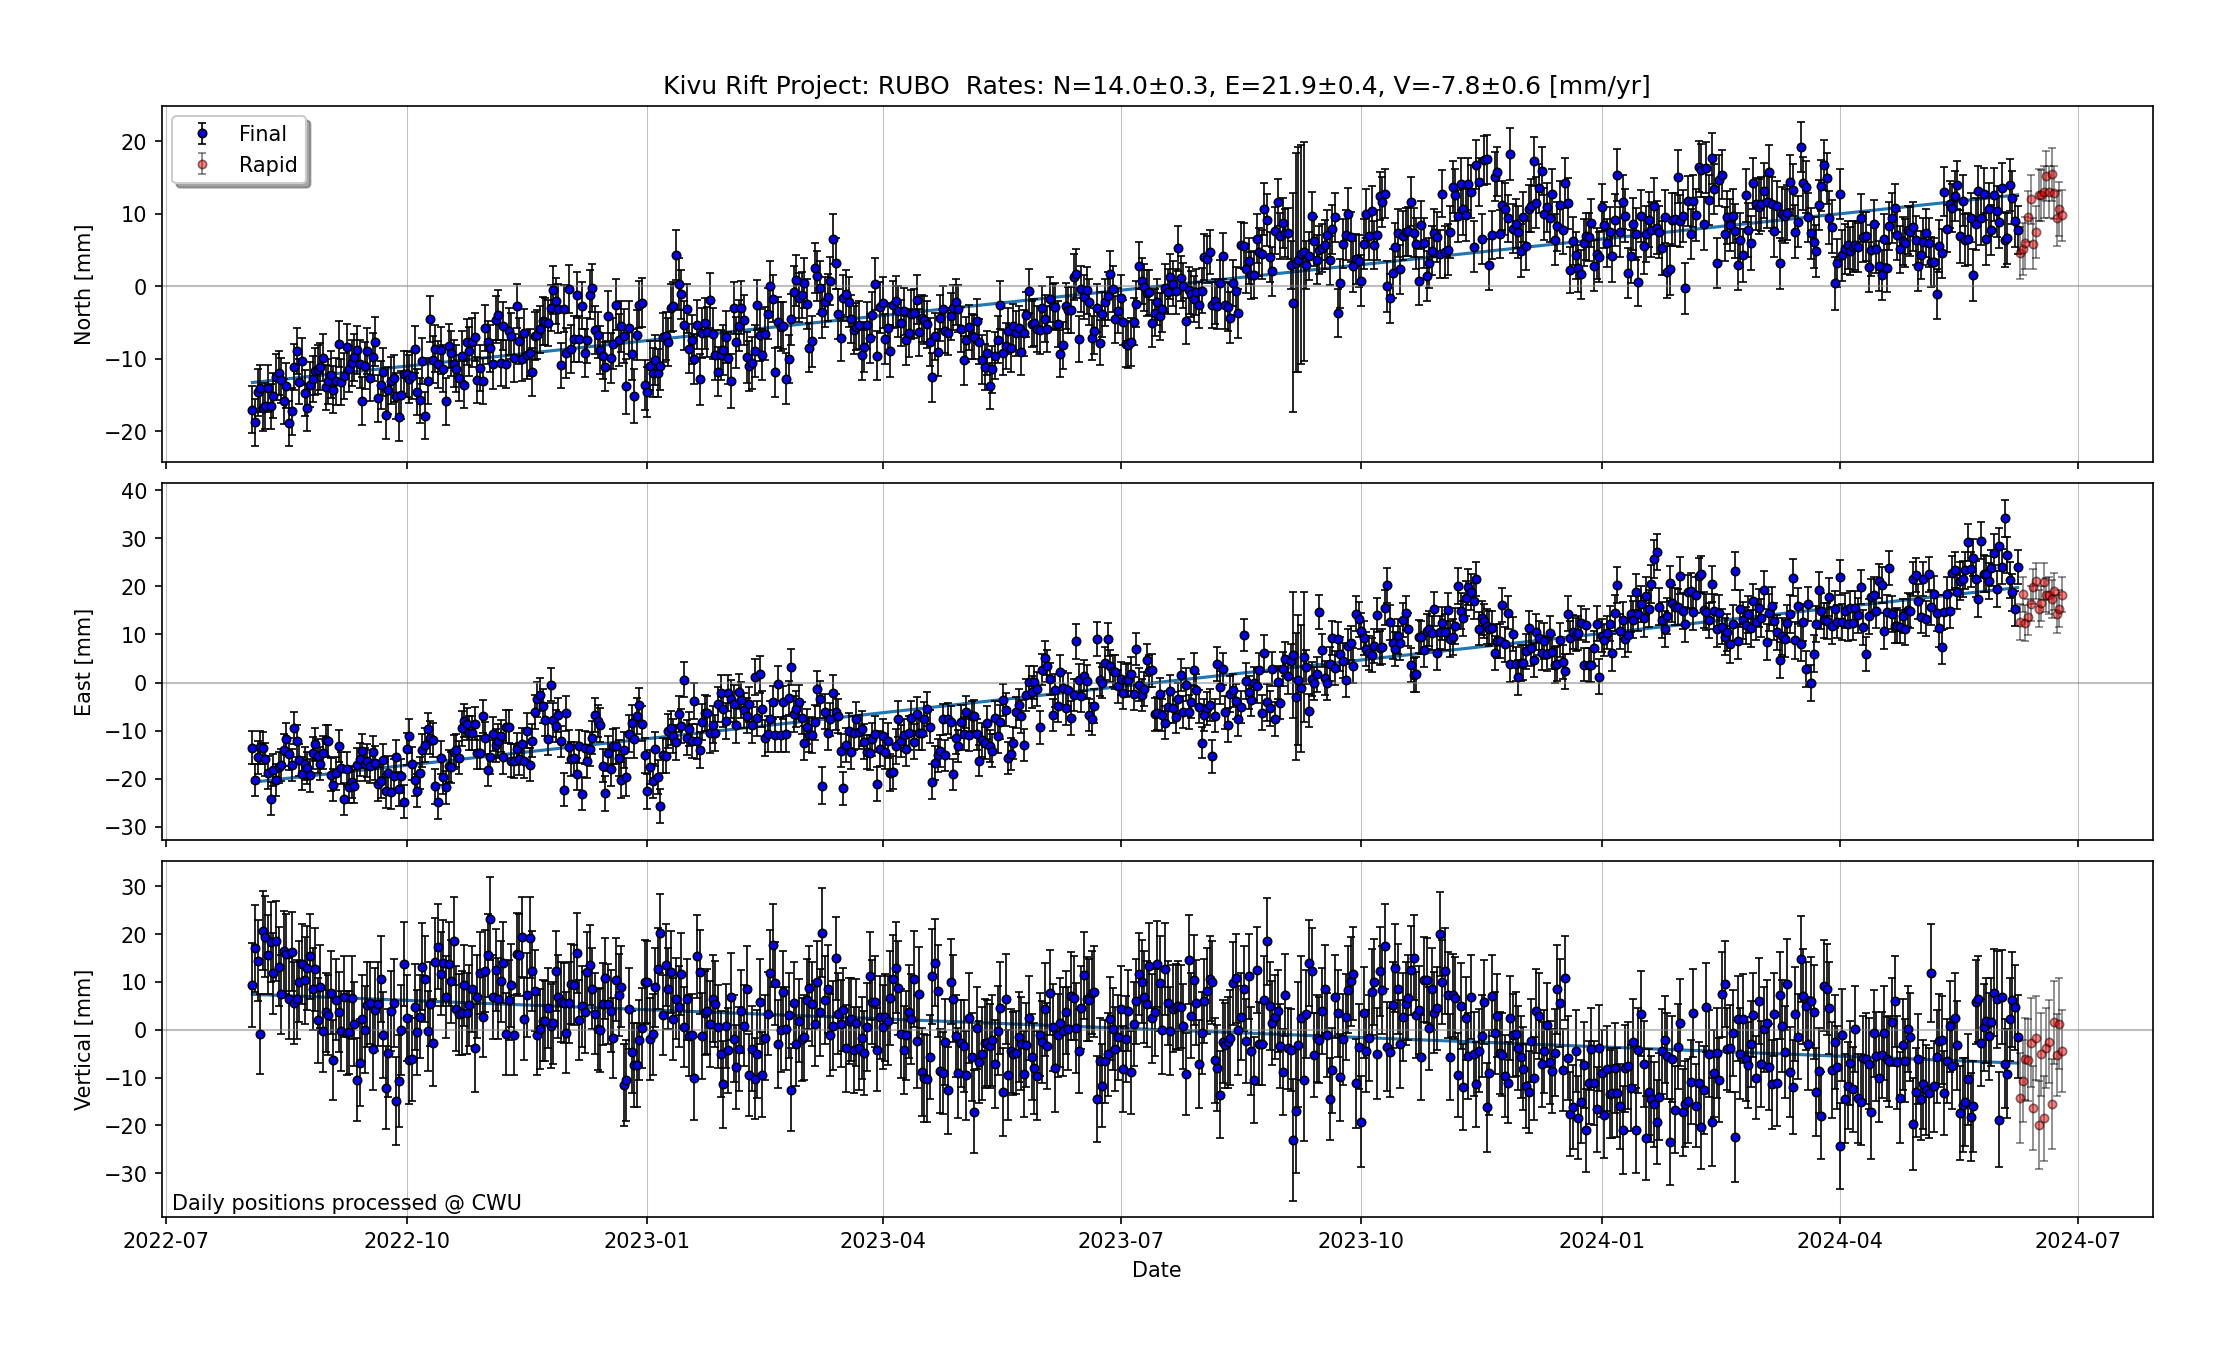 Kivu Rift Project: RUBO  Rates: N=14.0±0.3, E=21.9±0.4, V=-7.8±0.6 [mm/yr]
Final
Rapid
North [mm]
20
10
0
−10
−20
East [mm]
40
30
20
10
0
−10
−20
−30
Vertical [mm]
30
20
10
0
−10
−20
−30
Daily positions processed @ CWU
2022-07 2022-10 2023-01 2023-04 2023-07 2023-10 2024-01 2024-04 2024-07
Date